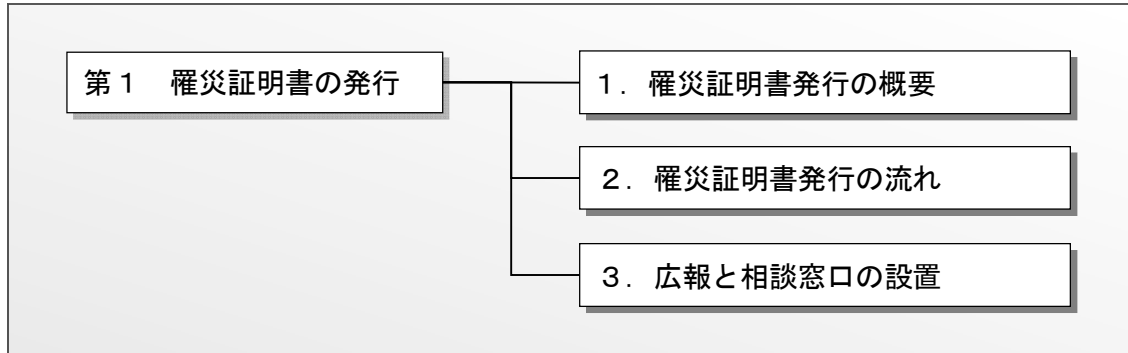 第１　罹災証明書の発行
１．罹災証明書発行の概要
２．罹災証明書発行の流れ
３．広報と相談窓口の設置